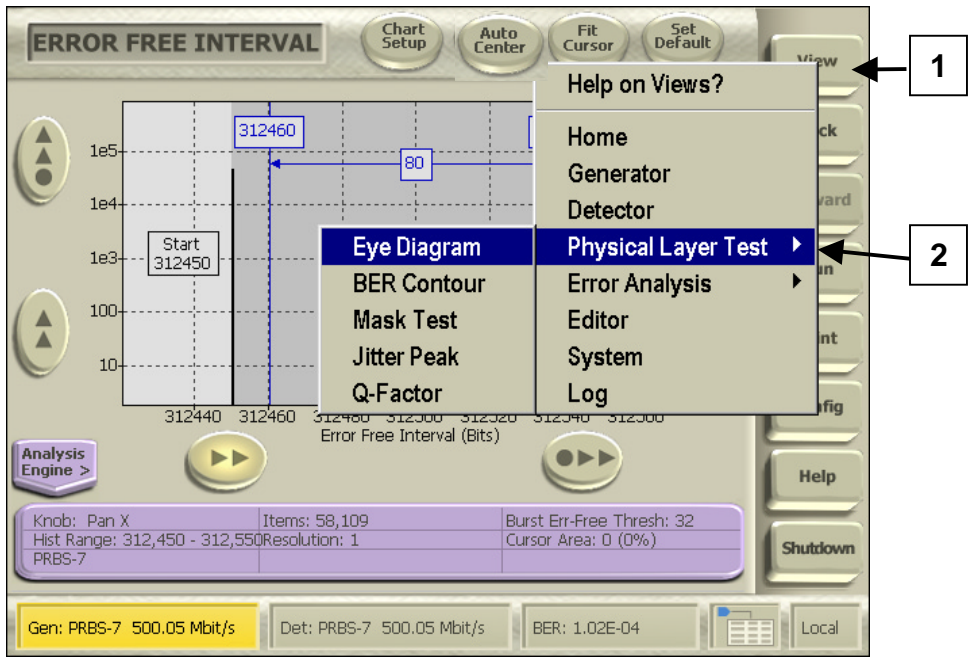 ERROR FREE INTERVAL
Chart Setup
Auto Center
Fit Cursor
Set Default
View
1
Help on Views?
Home
Generator
Detector
Physical Layer Test
2
Error Analysis
Editor
System
Log
Eye Diagram
BER Contour
Mask Test
Jitter Peak
Q-Factor
312460
80
Start
312450
1e5
1e4
1e3
100
10
312440 312460 312480 312500 312520 312540 312560
Error Free Interval (Bits)
Analysis
Engine >
Help
Shutdown
Knob: Pan X Items: 58,109 Burst Err-Free Thresh: 32
Hist Range: 312,450 - 312,550 Resolution: 1 Cursor Area: 0 (0%)
PRBS-7
Gen: PRBS-7 500.05 Mbit/s
Det: PRBS-7 500.05 Mbit/s
BER: 1.02E-04
Local